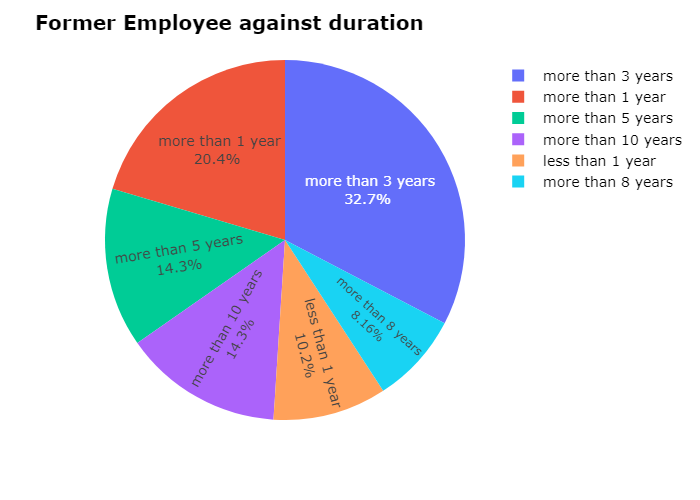 Former Employee against duration
more than 3 years
32.7%
more than 1 year
20.4%
more than 5 years
14.3%
more than 10 years
14.3%
less than 1 year
10.2%
more than 8 years
8.16%
more than 3 years
more than 1 year
more than 5 years
more than 10 years
less than 1 year
more than 8 years